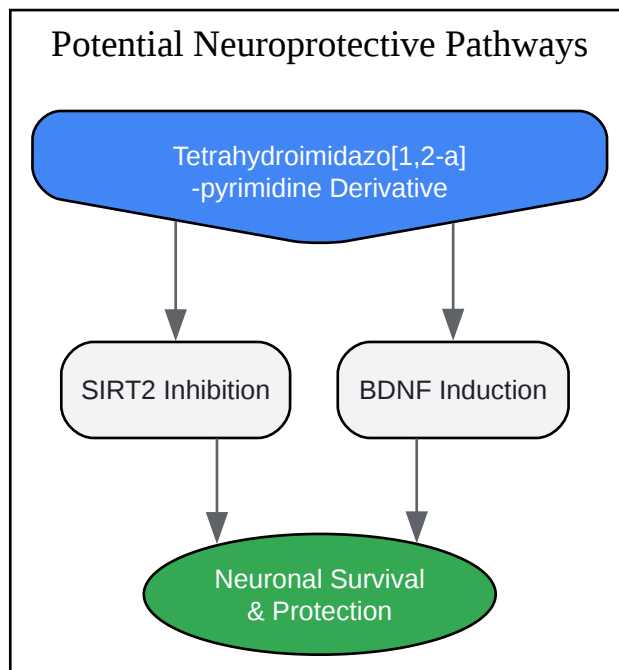 Potential Neuroprotective Pathways
Tetrahydroimidazo[1,2-a]
-pyrimidine Derivative
SIRT2 Inhibition
BDNF Induction
Neuronal Survival
& Protection